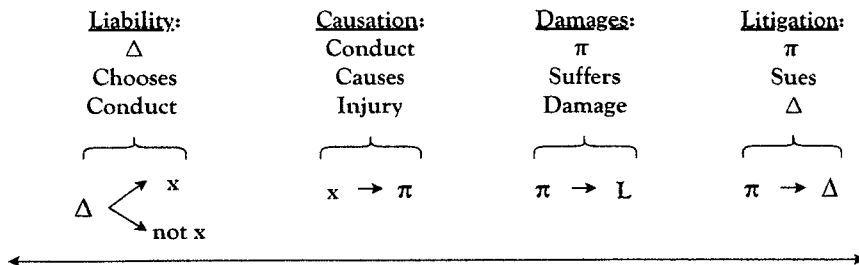 Liability: Causation: Damages: Litigation:
Δ Conduct π π
Chooses Causes Suffers Sues
Conduct Injury Damage Δ
x
Δ x → π π → L π → Δ
not x